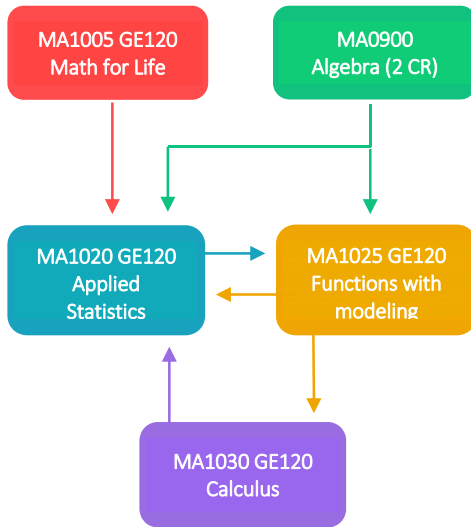 MA1005 GE120
Math for Life
MA0900
Algebra (2 CR)
MA1020 GE120
Applied
Statistics
MA1025 GE120
Functions with
modeling
MA1030 GE120
Calculus